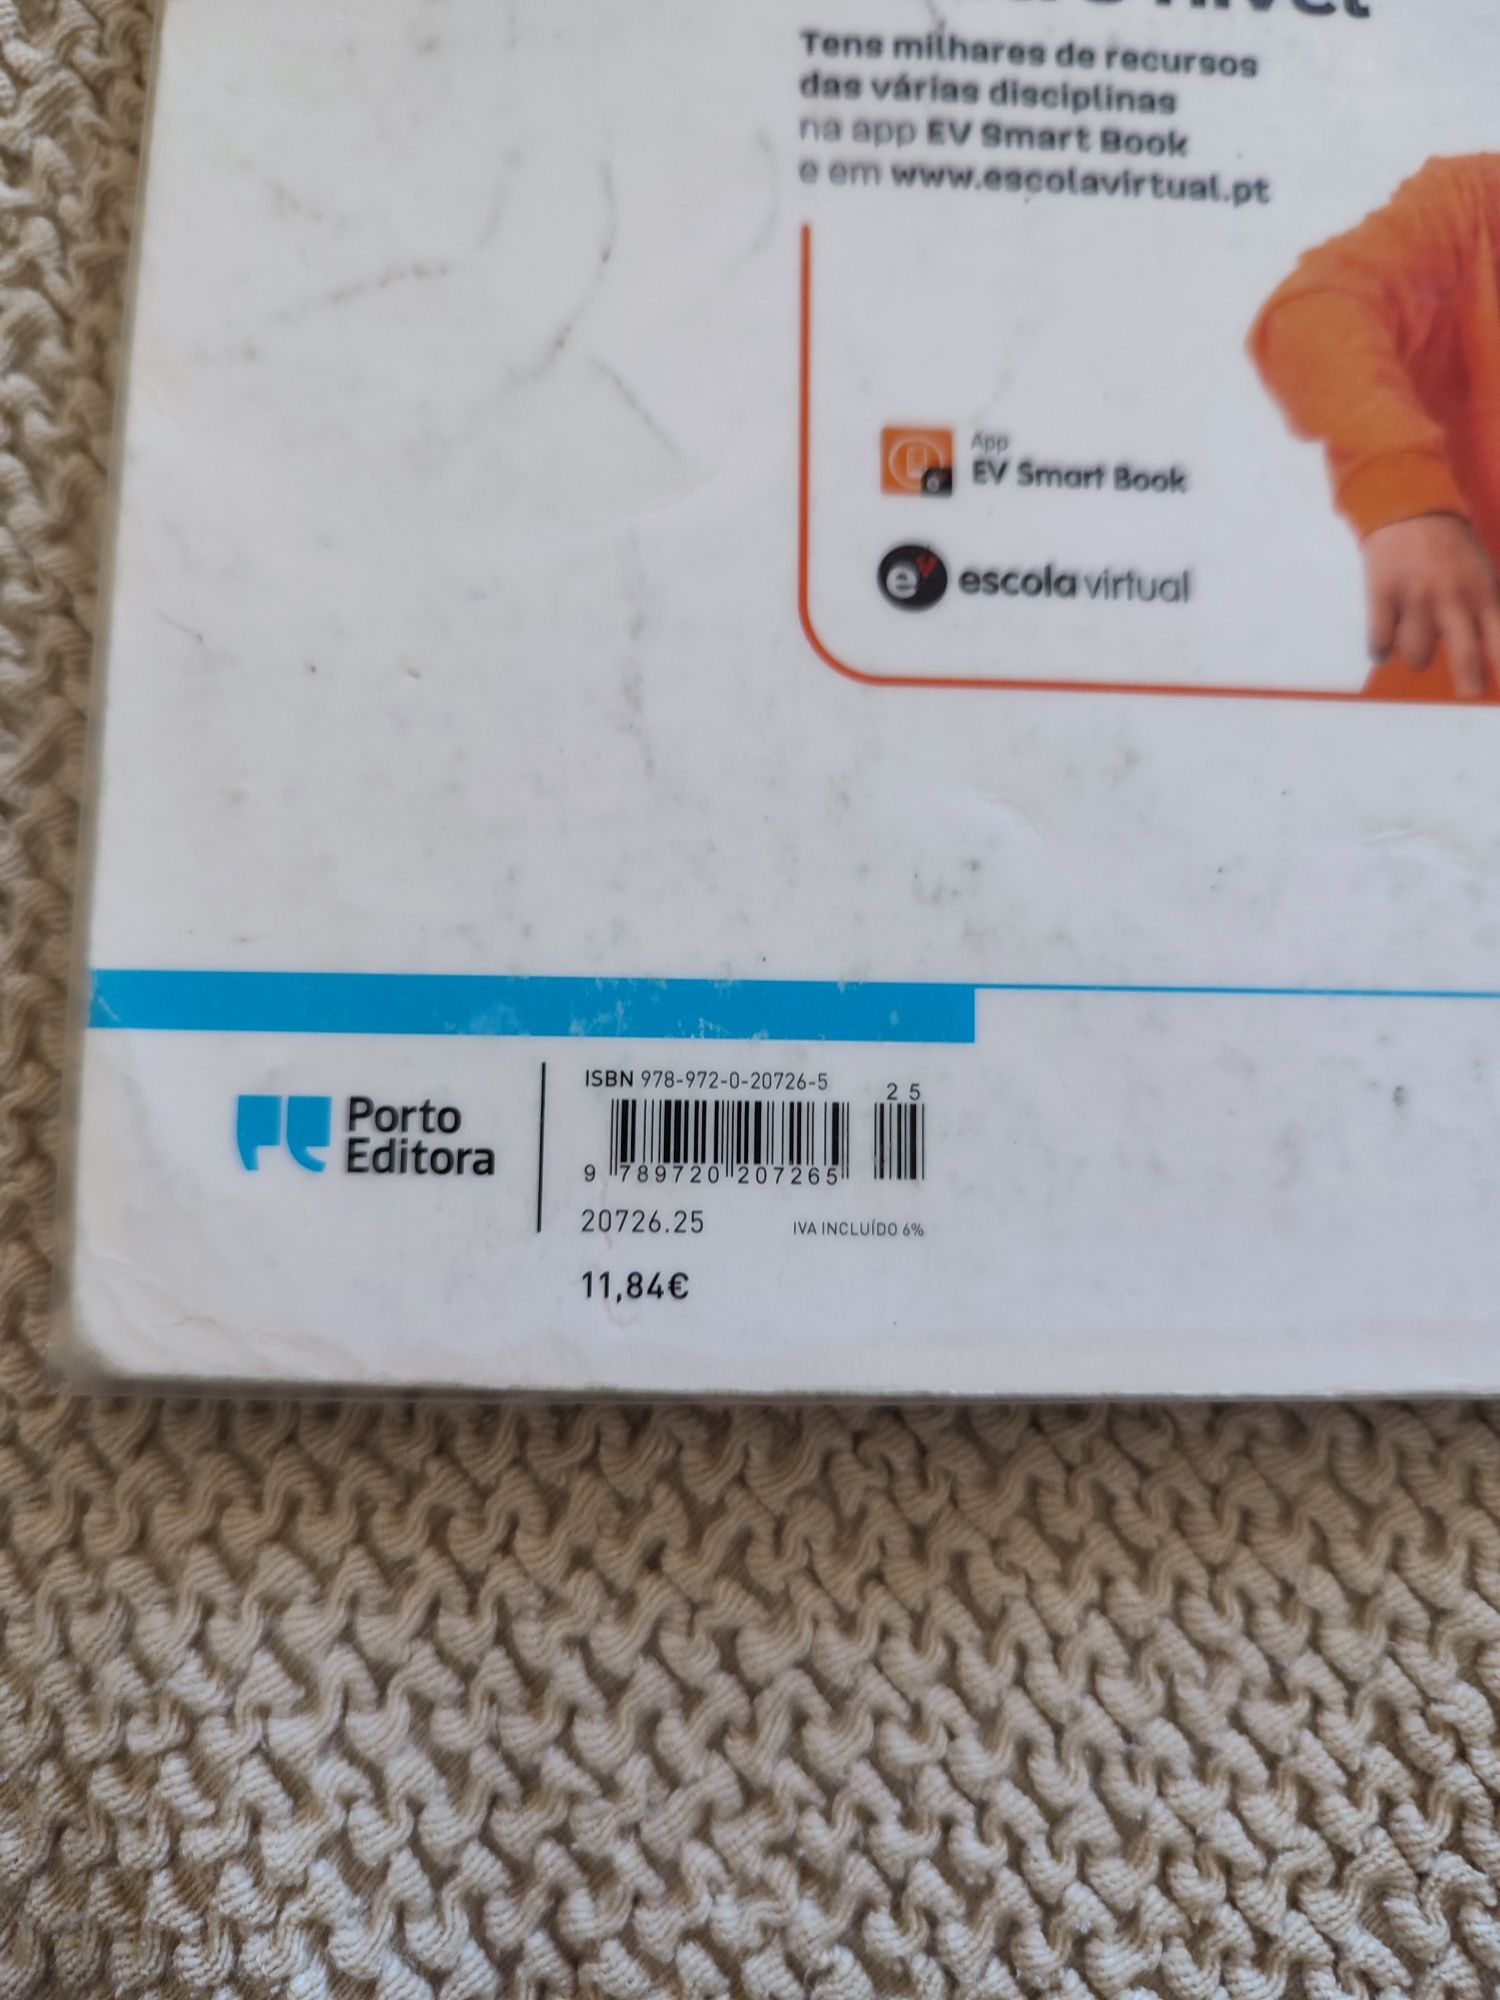 nível
Tens milhares de recursos
das várias disciplinas
na app EV Smart Book
e em www.escolavirtual.pt
App
EV Smart Book
escola virtual
Porto
Editora
ISBN 978-972-0-20726-5
2 5
9 789720 207265
20726.25
IVA INCLUÍDO 6%
11,84€